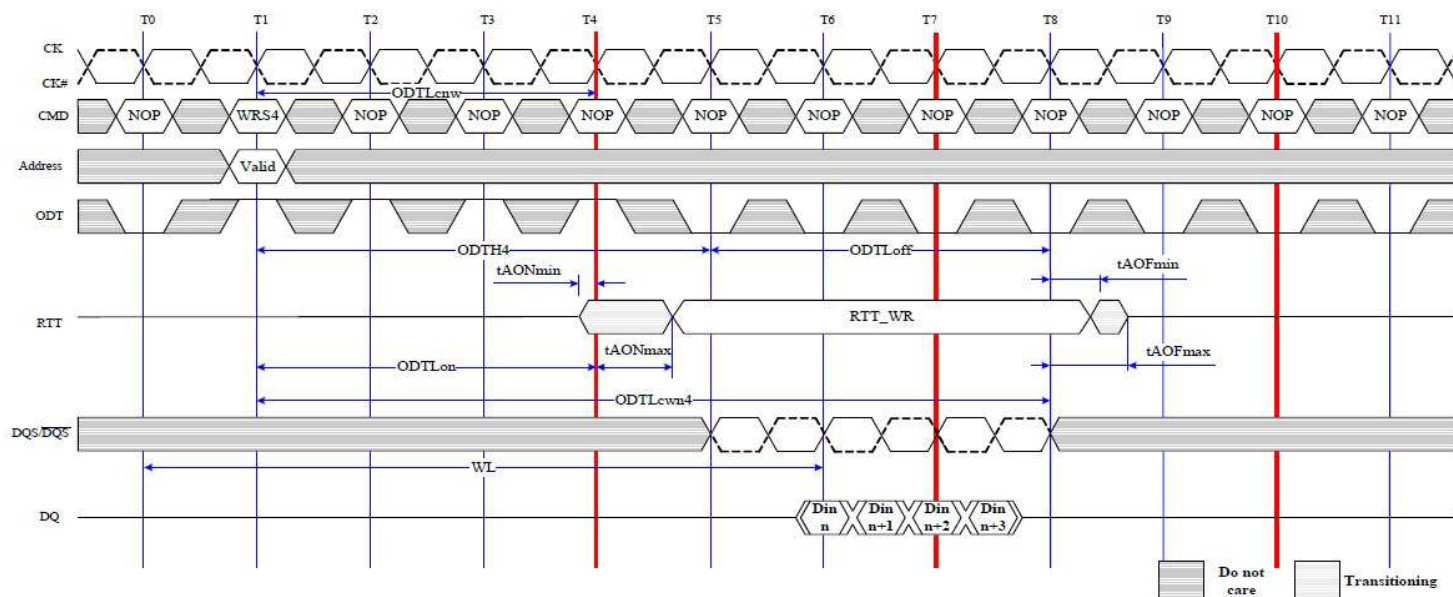 T0 T1 T2 T3 T4 T5 T6 T7 T8 T9 T10 T11
CK
CK#
ODTLcnw
CMD NOP WRS4 NOP NOP NOP NOP NOP NOP NOP NOP NOP NOP
Address Valid
ODT
ODTH4 ODTLoff
tAONmin tAOFmin
RTT RTT_WR
tAONmax tAOFmax
ODTLon
ODTLcwn4
DQS/DQS
WL
DQ Din n Din n+1 Din n+2 Din n+3
Do not care Transitioning